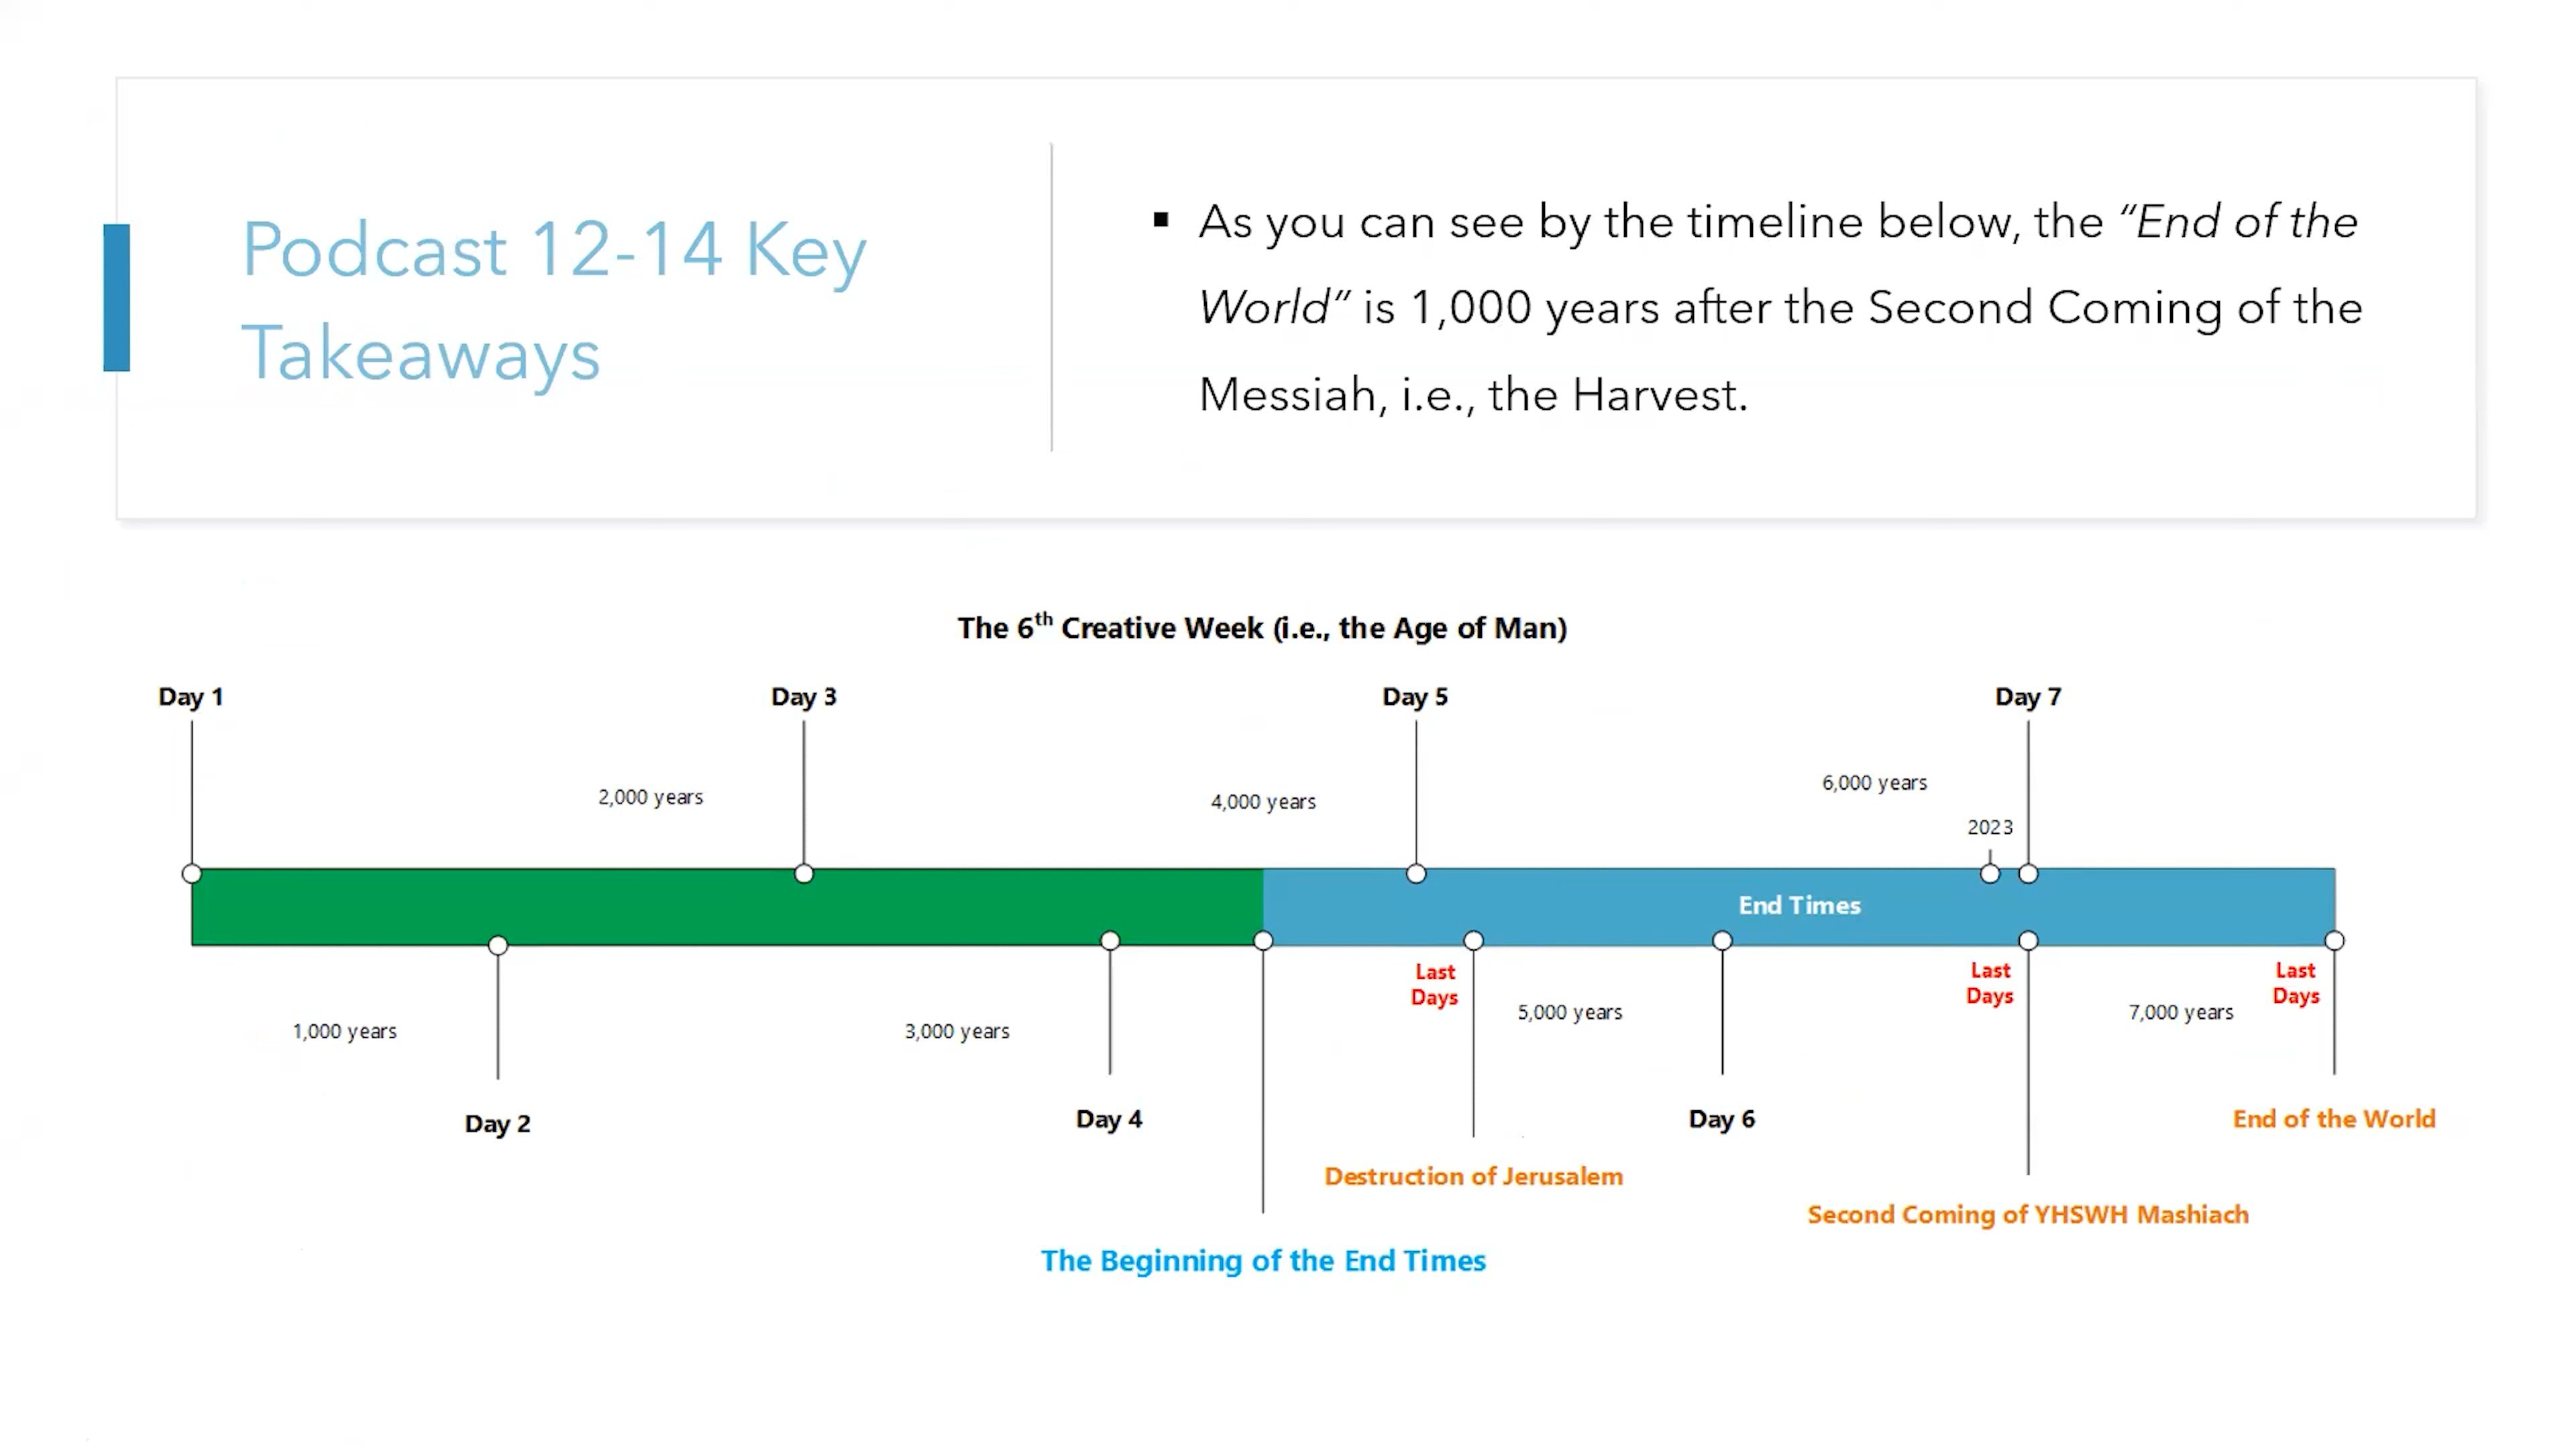 Podcast 12-14 Key
Takeaways
▪ As you can see by the timeline below, the “End of the
World” is 1,000 years after the Second Coming of the
Messiah, i.e., the Harvest.
The 6th Creative Week (i.e., the Age of Man)
Day 1
Day 3
Day 5
Day 7
2,000 years
4,000 years
6,000 years
2023
End Times
Last
Days
Last
Days
Last
Days
1,000 years
3,000 years
5,000 years
7,000 years
Day 2
Day 4
Day 6
End of the World
Destruction of Jerusalem
Second Coming of YHSWH Mashiach
The Beginning of the End Times